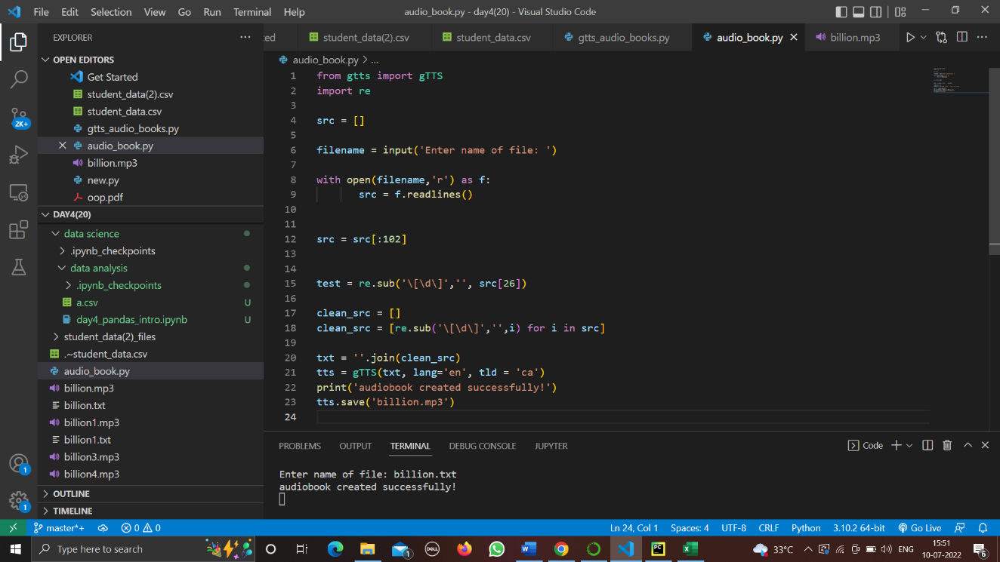 File Edit Selection View Go Run Terminal Help
audio_book.py - day4(20) - Visual Studio Code
EXPLORER
OPEN EDITORS
Get Started
student_data(2).csv
student_data.csv
gtts_audio_books.py
audio_book.py
billion.mp3
new.py
oop.pdf
DAY4(20)
data science
.ipynb_checkpoints
data analysis
.ipynb_checkpoints
a.csv U
day4_pandas_intro.ipynb U
student_data(2)_files
.~student_data.csv
audio_book.py
billion.mp3
billion.txt
billion1.mp3
billion1.txt
billion3.mp3
billion4.mp3
OUTLINE
TIMELINE
2K+
1
1
ed student_data(2).csv student_data.csv gtts_audio_books.py audio_book.py billion.mp3
audio_book.py > ...
1 from gtts import gTTS
2 import re
3
4 src = []
5
6 filename = input('Enter name of file: ')
7
8 with open(filename,'r') as f:
9 src = f.readlines()
10
11
12 src = src[:102]
13
14
15 test = re.sub('\[\d\]','', src[26])
16
17 clean_src = []
18 clean_src = [re.sub('\[\d\]','',i) for i in src]
19
20 txt = ''.join(clean_src)
21 tts = gTTS(txt, lang='en', tld = 'ca')
22 print('audiobook created successfully!')
23 tts.save('billion.mp3')
24
PROBLEMS OUTPUT TERMINAL DEBUG CONSOLE JUPYTER Code
Enter name of file: billion.txt
audiobook created successfully!
master*+ 0 0 Ln 24, Col 1 Spaces: 4 UTF-8 CRLF Python 3.10.2 64-bit Go Live
Type here to search
1
DELL
W
PC
X
33°C ENG
15:51
10-07-2022
6